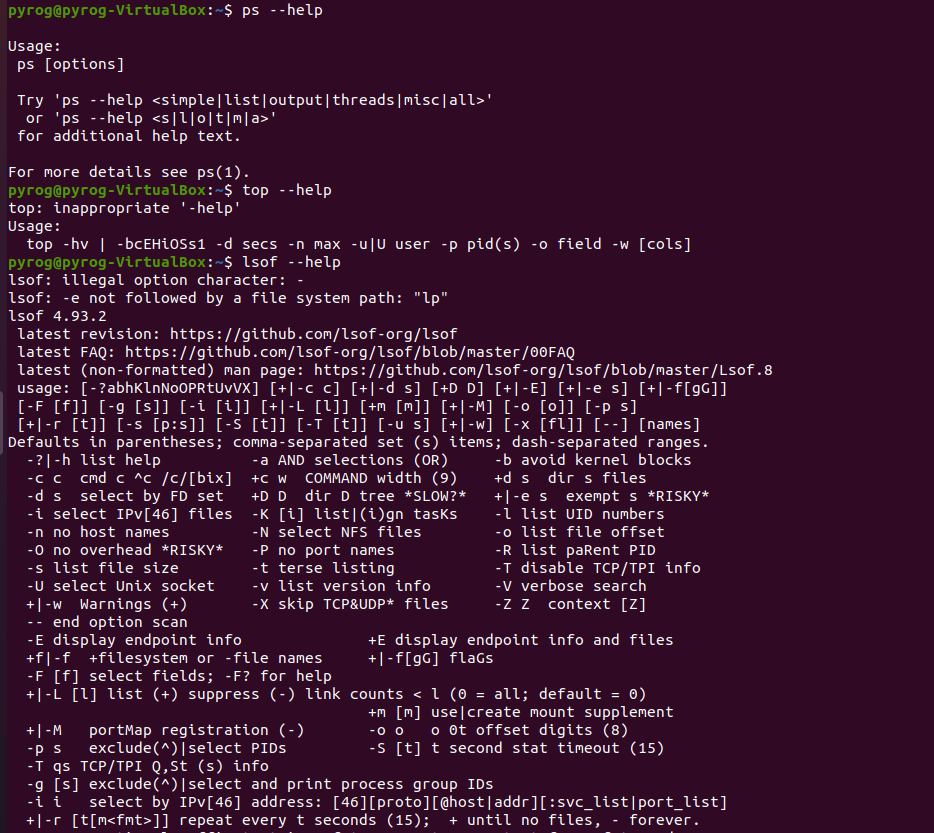 pyrog@pyrog-VirtualBox:~$ ps --help
Usage:
 ps [options]
 Try 'ps --help <simple|list|output|threads|misc|all>'
  or 'ps --help <s|l|o|t|m|a>'
 for additional help text.
For more details see ps(1).
pyrog@pyrog-VirtualBox:~$ top --help
top: inappropriate '-help'
Usage:
  top -hv | -bcEHiOSs1 -d secs -n max -u|U user -p pid(s) -o field -w [cols]
pyrog@pyrog-VirtualBox:~$ lsof --help
lsof: illegal option character: -
lsof: -e not followed by a file system path: "lp"
lsof 4.93.2
 latest revision: https://github.com/lsof-org/lsof
 latest FAQ: https://github.com/lsof-org/lsof/blob/master/00FAQ
 latest (non-formatted) man page: https://github.com/lsof-org/lsof/blob/master/Lsof.8
 usage: [-?abhKlnNoOPRtUvVX] [+|-c c] [+|-d s] [+D D] [+|-E] [+|-e s] [+|-f[gG]]
 [-F [f]] [-g [s]] [-i [i]] [+|-L [l]] [+m [m]] [+|-M] [-o [o]] [-p s]
 [+|-r [t]] [-s [p:s]] [-S [t]] [-T [t]] [-u s] [+|-w] [-x [fl]] [--] [names]
Defaults in parentheses; comma-separated set (s) items; dash-separated ranges.
  -?|-h list help          -a AND selections (OR)     -b avoid kernel blocks
  -c c  cmd c ^c /c/[bix]  +c w  COMMAND width (9)    +d s  dir s files
  -d s  select by FD set   +D D  dir D tree *SLOW?*   +|-e s  exempt s *RISKY*
  -i select IPv[46] files  -K [i] list|(i)gn tasKs    -l list UID numbers
  -n no host names         -N select NFS files        -o list file offset
  -O no overhead *RISKY*   -P no port names           -R list paRent PID
  -s list file size        -t terse listing           -T disable TCP/TPI info
  -U select Unix socket    -v list version info       -V verbose search
  +|-w  Warnings (+)       -X skip TCP&UDP* files     -Z Z  context [Z]
  -- end option scan
  -E display endpoint info              +E display endpoint info and files
  +f|-f  +filesystem or -file names     +|-f[gG] flaGs
  -F [f] select fields; -F? for help
  +|-L [l] list (+) suppress (-) link counts < l (0 = all; default = 0)
                                        +m [m] use|create mount supplement
  +|-M   portMap registration (-)       -o o   o 0t offset digits (8)
  -p s   exclude(^)|select PIDs         -S [t] t second stat timeout (15)
  -T qs TCP/TPI Q,St (s) info
  -g [s] exclude(^)|select and print process group IDs
  -i i   select by IPv[46] address: [46][proto][@host|addr][:svc_list|port_list]
  +|-r [t[m<fmt>]] repeat every t seconds (15);  + until no files, - forever.